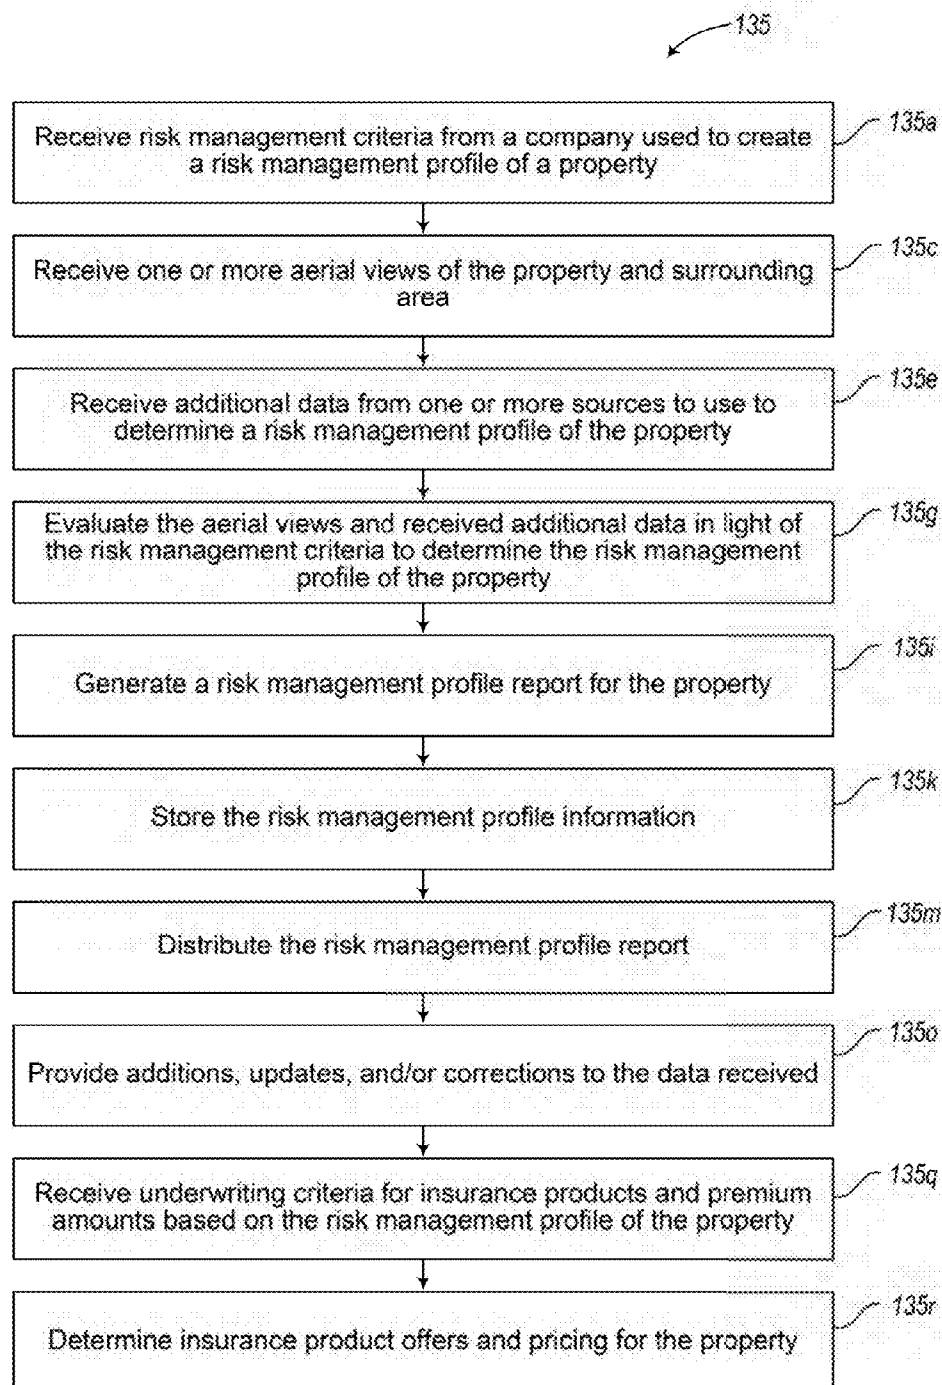 135
Receive risk management criteria from a company used to create
a risk management profile of a property
135a
Receive one or more aerial views of the property and surrounding
area
135c
Receive additional data from one or more sources to use to
determine a risk management profile of the property
135e
Evaluate the aerial views and received additional data in light of
the risk management criteria to determine the risk management
profile of the property
135g
Generate a risk management profile report for the property
135i
Store the risk management profile information
135k
Distribute the risk management profile report
135m
Provide additions, updates, and/or corrections to the data received
135o
Receive underwriting criteria for insurance products and premium
amounts based on the risk management profile of the property
135q
Determine insurance product offers and pricing for the property
135r